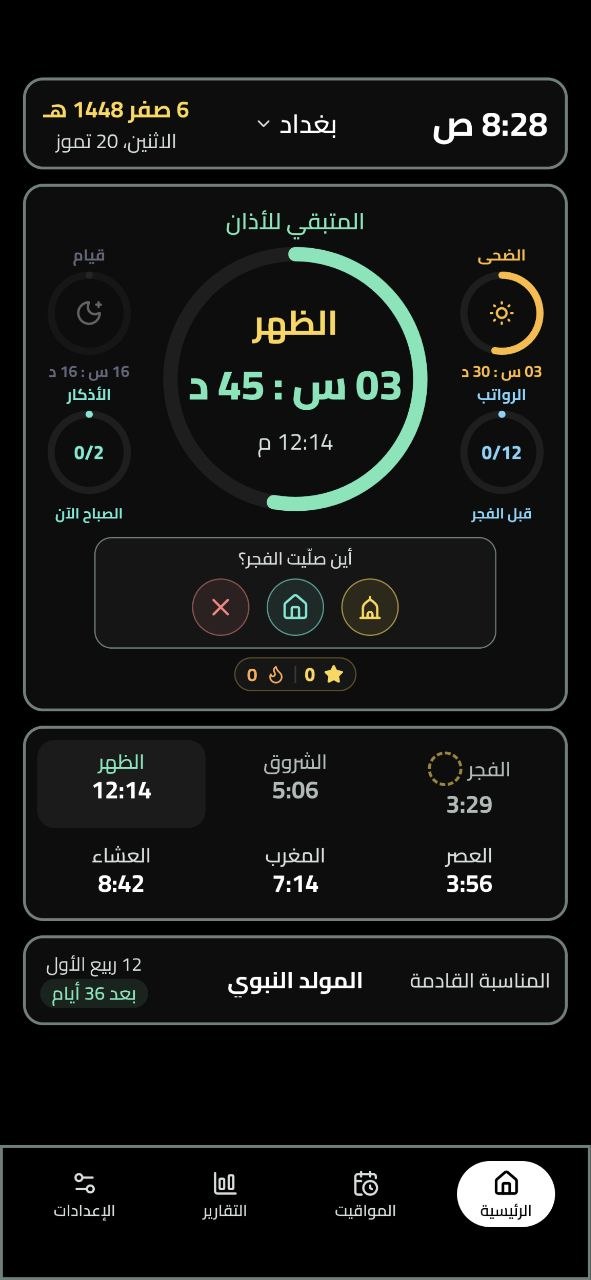 8:28 ص
بغداد
6 صفر 1448 هـ
الاثنين، 20 تموز
المتبقي للأذان
الضحى
03 س : 30 د
الرواتب
0/12
قبل الفجر
الظهر
03 س : 45 د
12:14 م
قيام
16 س : 16 د
الأذكار
0/2
الصباح الآن
أين صلّيت الفجر؟
0
0
الفجر
3:29
الشروق
5:06
الظهر
12:14
العصر
3:56
المغرب
7:14
العشاء
8:42
المناسبة القادمة
المولد النبوي
12 ربيع الأول
بعد 36 أيام
الرئيسية
المواقيت
التقارير
الإعدادات